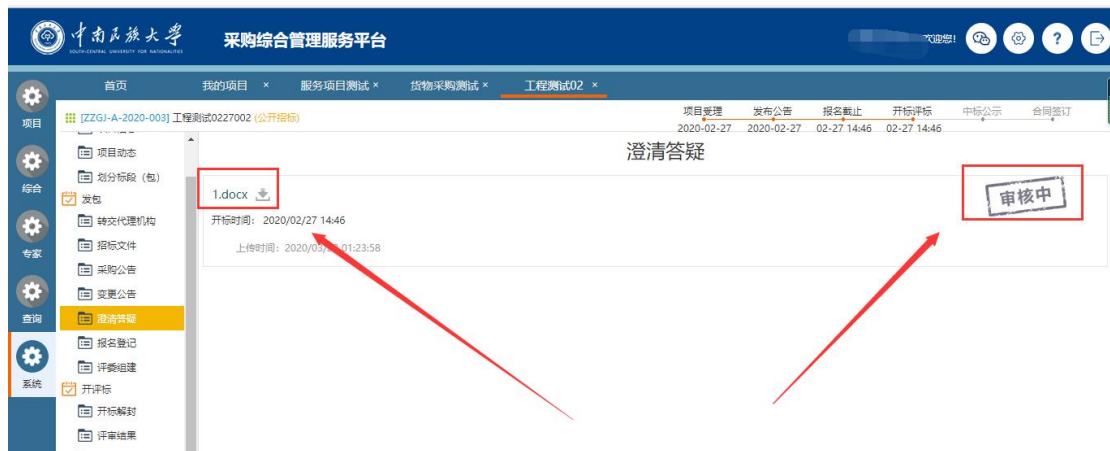 中南民族大学
SOUTH-CENTRAL UNIVERSITY FOR NATIONALITIES
采购综合管理服务平台
欢迎您!
首页 我的项目 × 服务项目测试 × 货物采购测试 × 工程测试02 ×
[ZZGJ-A-2020-003] 工程测试0227002 (公开招标)
项目受理 发布公告 报名截止 开标评标 中标公示 合同签订
2020-02-27 2020-02-27 02-27 14:46 02-27 14:46
项目
综合
专家
查询
系统
项目动态
划分标段(包)
发包
转交代理机构
招标文件
采购公告
变更公告
澄清答疑
报名登记
评委组建
开评标
开标解封
评审结果
澄清答疑
1.docx
审核中
开标时间: 2020/02/27 14:46
上传时间: 2020/03/ 01:23:58